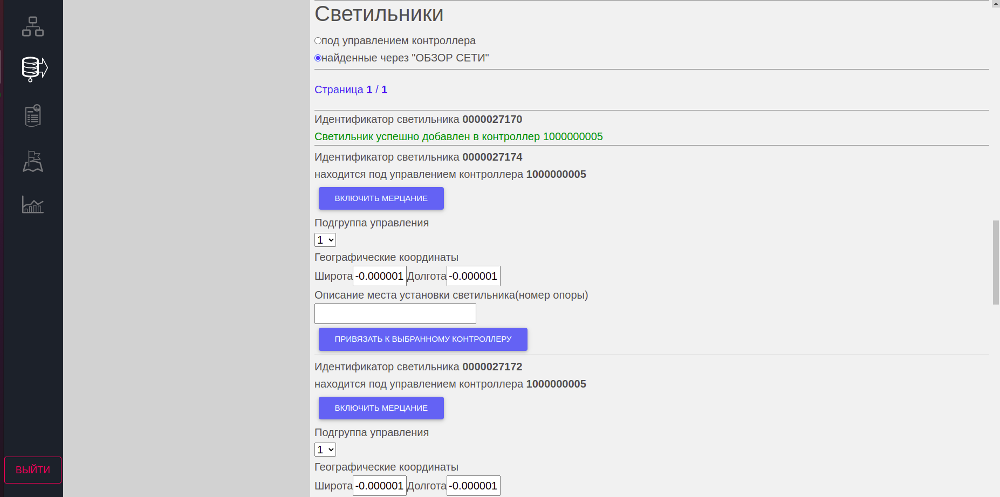 Светильники
под управлением контроллера
найденные через "ОБЗОР СЕТИ"
Страница 1 / 1
Идентификатор светильника 0000027170
Светильник успешно добавлен в контроллер 1000000005
Идентификатор светильника 0000027174
находится под управлением контроллера 1000000005
ВКЛЮЧИТЬ МЕРЦАНИЕ
Подгруппа управления
1
Географические координаты
Широта -0.000001 Долгота -0.000001
Описание места установки светильника(номер опоры)
ПРИВЯЗАТЬ К ВЫБРАННОМУ КОНТРОЛЛЕРУ
Идентификатор светильника 0000027172
находится под управлением контроллера 1000000005
ВКЛЮЧИТЬ МЕРЦАНИЕ
Подгруппа управления
1
Географические координаты
Широта -0.000001 Долгота -0.000001
ВЫЙТИ